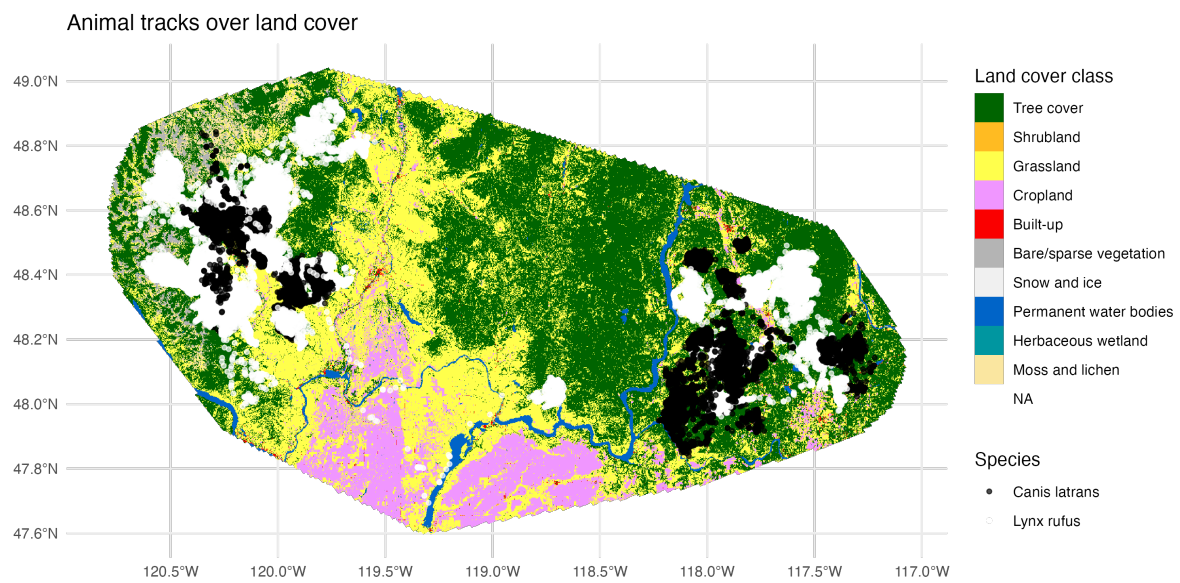 Animal tracks over land cover
49.0°N
48.8°N
48.6°N
48.4°N
48.2°N
48.0°N
47.8°N
47.6°N
120.5°W 120.0°W 119.5°W 119.0°W 118.5°W 118.0°W 117.5°W 117.0°W
Land cover class
Tree cover
Shrubland
Grassland
Cropland
Built-up
Bare/sparse vegetation
Snow and ice
Permanent water bodies
Herbaceous wetland
Moss and lichen
NA
Species
Canis latrans
Lynx rufus